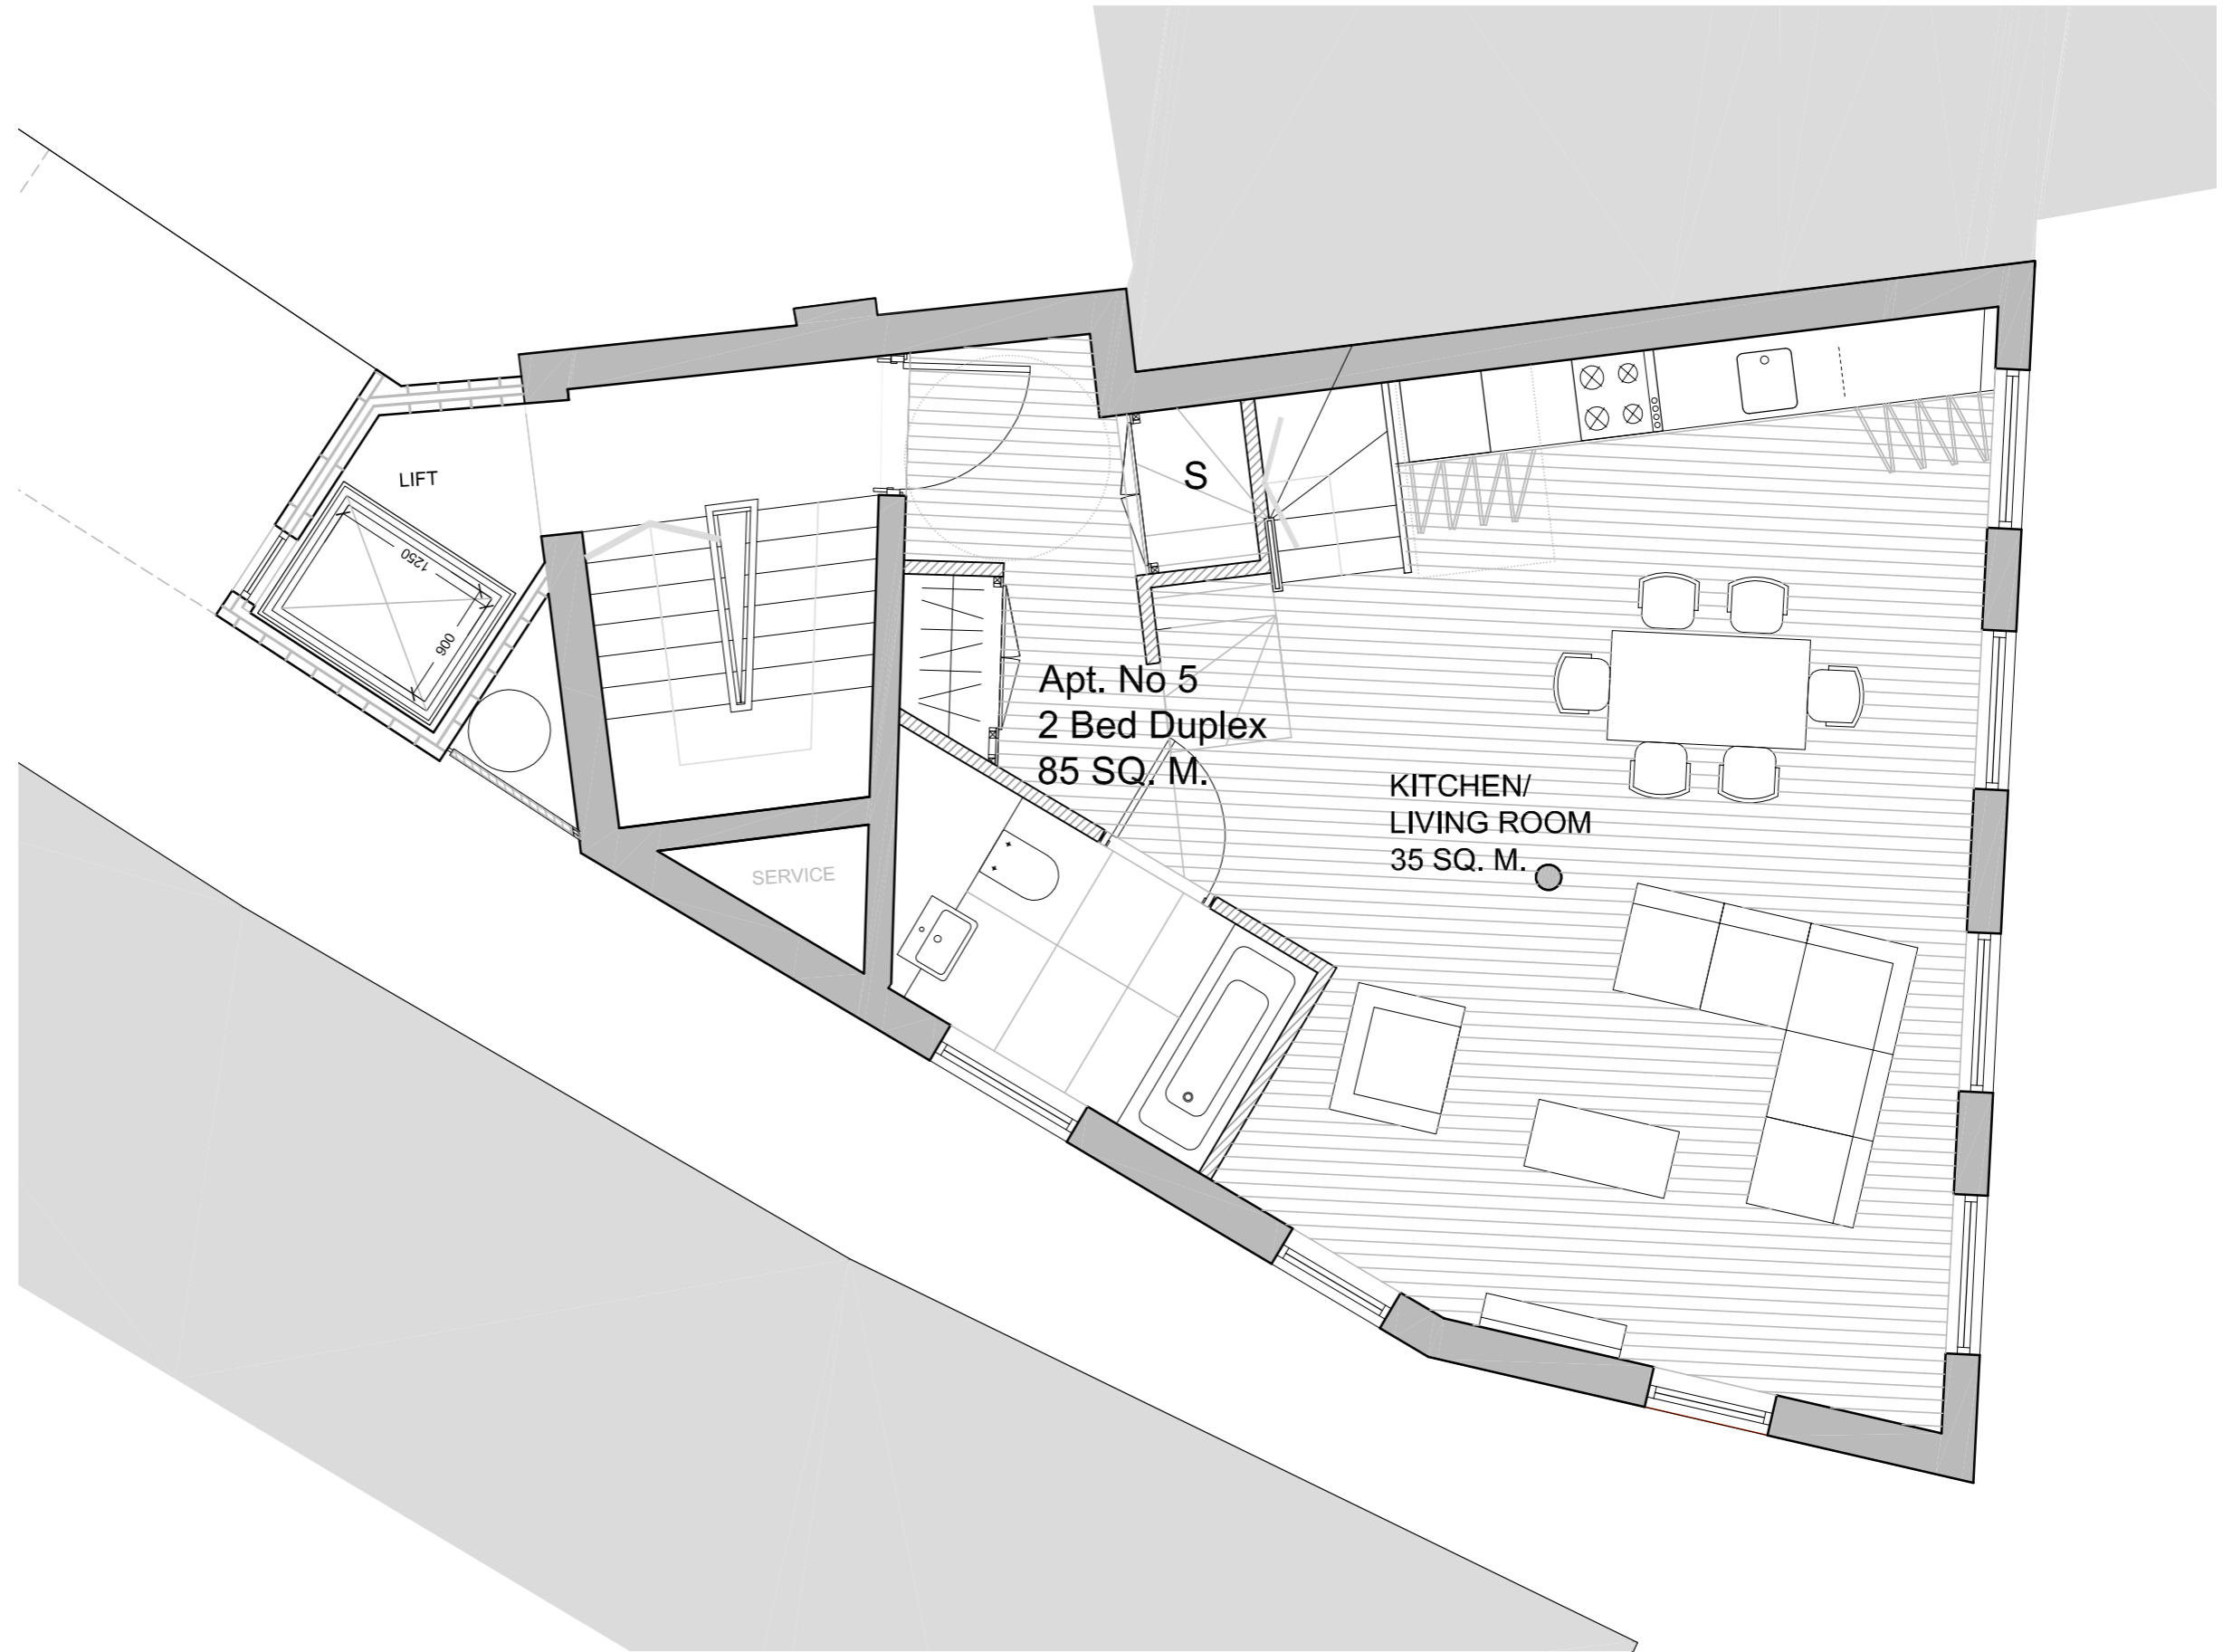 LIFT
S
1250
900
Apt. No 5
2 Bed Duplex
85 SQ. M.
KITCHEN/
LIVING ROOM
35 SQ. M.
SERVICE